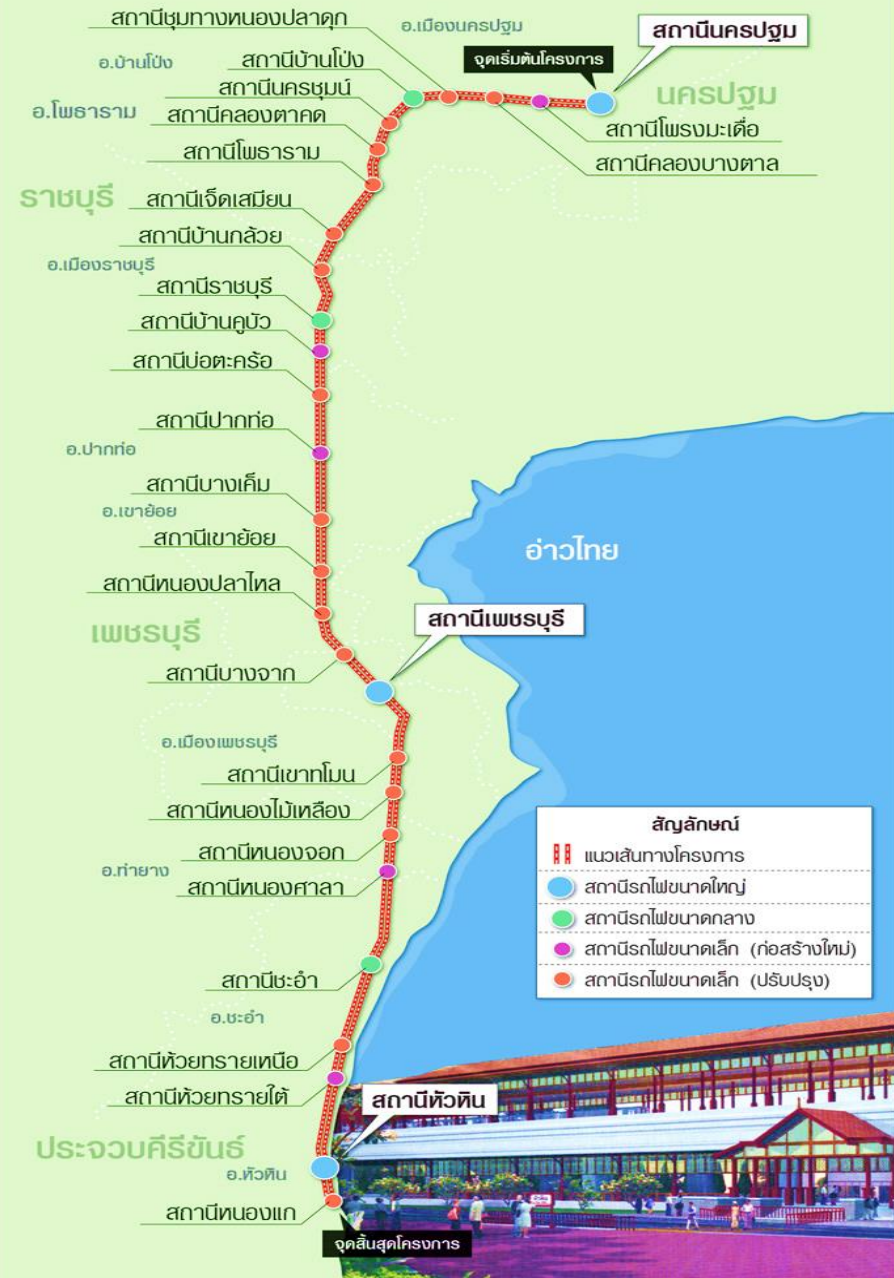 สถานีชุมทางหนองปลาดุก
อ.เมืองนครปฐม
สถานีนครปฐม
อ.บ้านโป่ง
สถานีบ้านโป่ง
จุดเริ่มต้นโครงการ
สถานีนครชุมน์
นครปฐม
อ.โพธาราม
สถานีคลองตาคด
สถานีโพรงมะเดื่อ
สถานีโพธาราม
สถานีคลองบางตาล
ราชบุรี
สถานีเจ็ดเสมียน
สถานีบ้านกล้วย
อ.เมืองราชบุรี
สถานีราชบุรี
สถานีบ้านคูบัว
สถานีบ่อตะคร้อ
สถานีปากท่อ
อ.ปากท่อ
สถานีบางเค็ม
อ.เขาย้อย
สถานีเขาย้อย
อ่าวไทย
สถานีหนองปลาไหล
สถานีเพชรบุรี
เพชรบุรี
สถานีบางจาก
อ.เมืองเพชรบุรี
สถานีเขาทโมน
สถานีหนองไม้เหลือง
สถานีหนองจอก
อ.ท่ายาง
สถานีหนองศาลา
สัญลักษณ์
แนวเส้นทางโครงการ
สถานีรถไฟขนาดใหญ่
สถานีรถไฟขนาดกลาง
สถานีรถไฟขนาดเล็ก (ก่อสร้างใหม่)
สถานีรถไฟขนาดเล็ก (ปรับปรุง)
สถานีชะอำ
อ.ชะอำ
สถานีห้วยทรายเหนือ
สถานีห้วยทรายใต้
สถานีหัวหิน
ประจวบคีรีขันธ์
อ.หัวหิน
สถานีหนองแก
จุดสิ้นสุดโครงการ